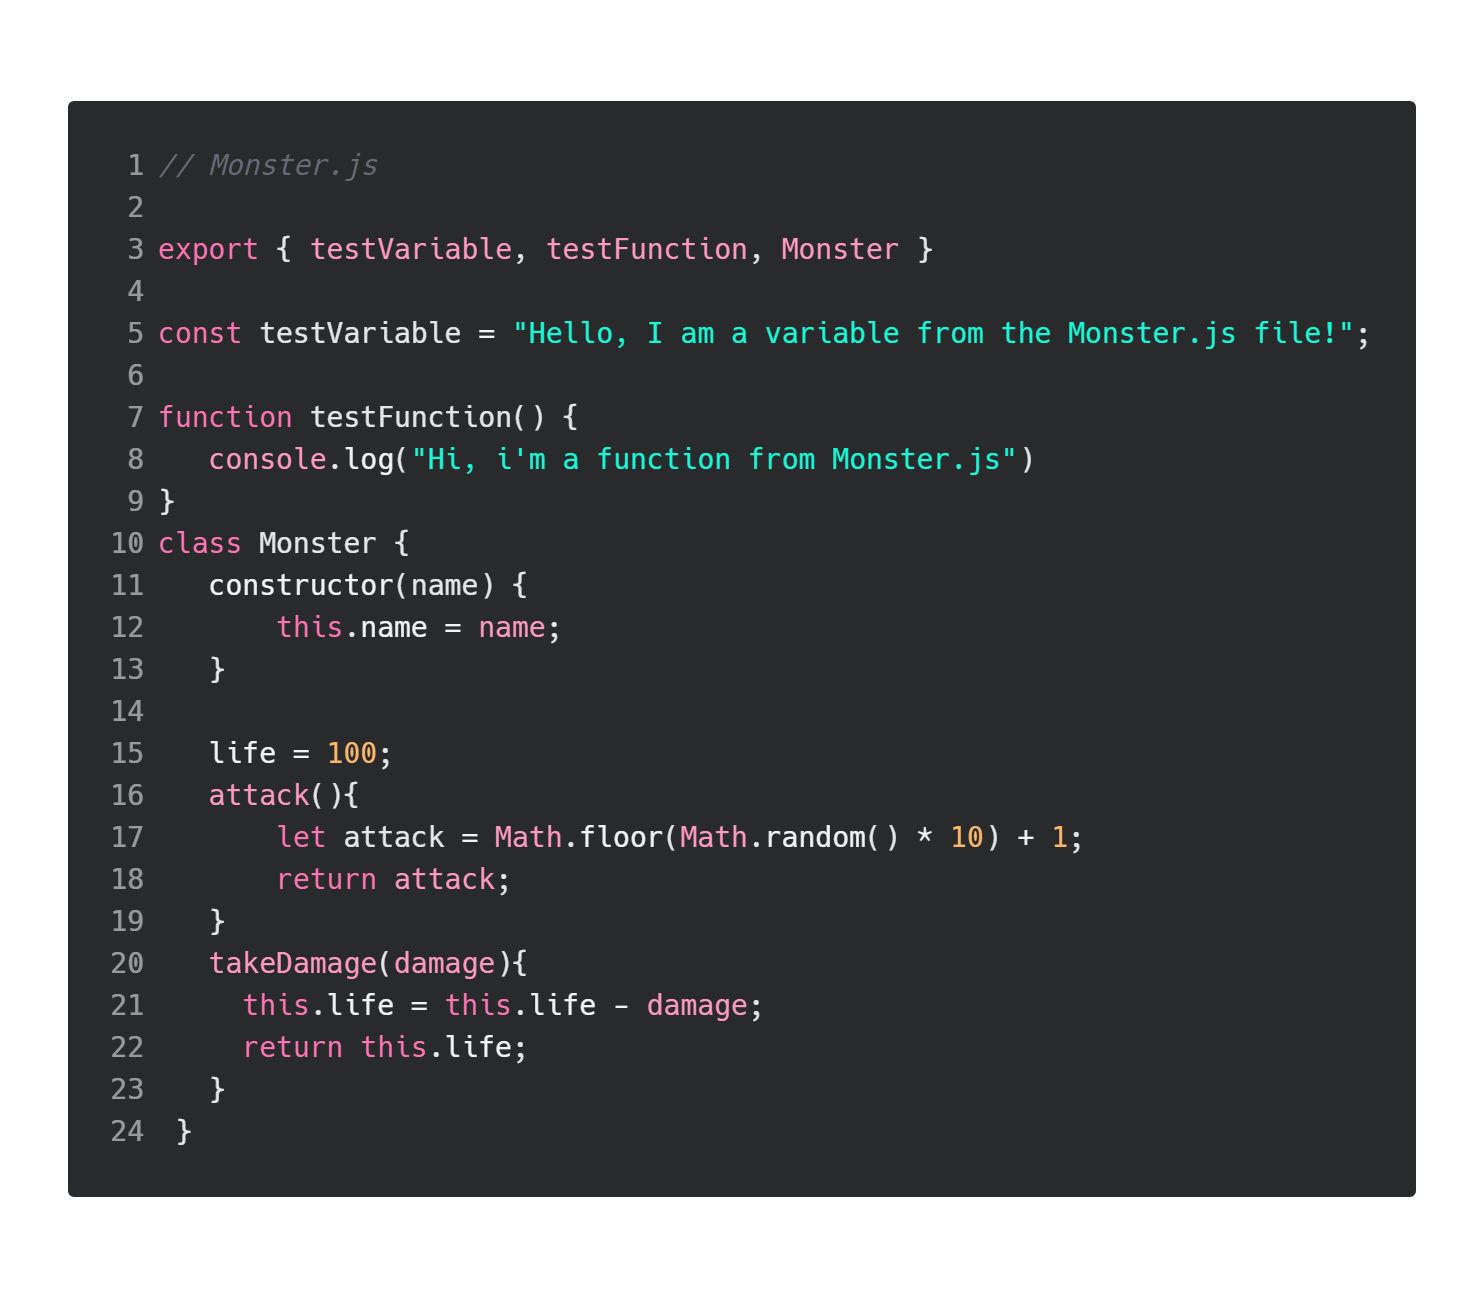 1 // Monster.js
2
3 export { testVariable, testFunction, Monster }
4
5 const testVariable = "Hello, I am a variable from the Monster.js file!";
6
7 function testFunction() {
8    console.log("Hi, i'm a function from Monster.js")
9 }
10 class Monster {
11    constructor(name) {
12        this.name = name;
13    }
14
15    life = 100;
16    attack(){
17        let attack = Math.floor(Math.random() * 10) + 1;
18        return attack;
19    }
20    takeDamage(damage){
21      this.life = this.life - damage;
22      return this.life;
23    }
24  }